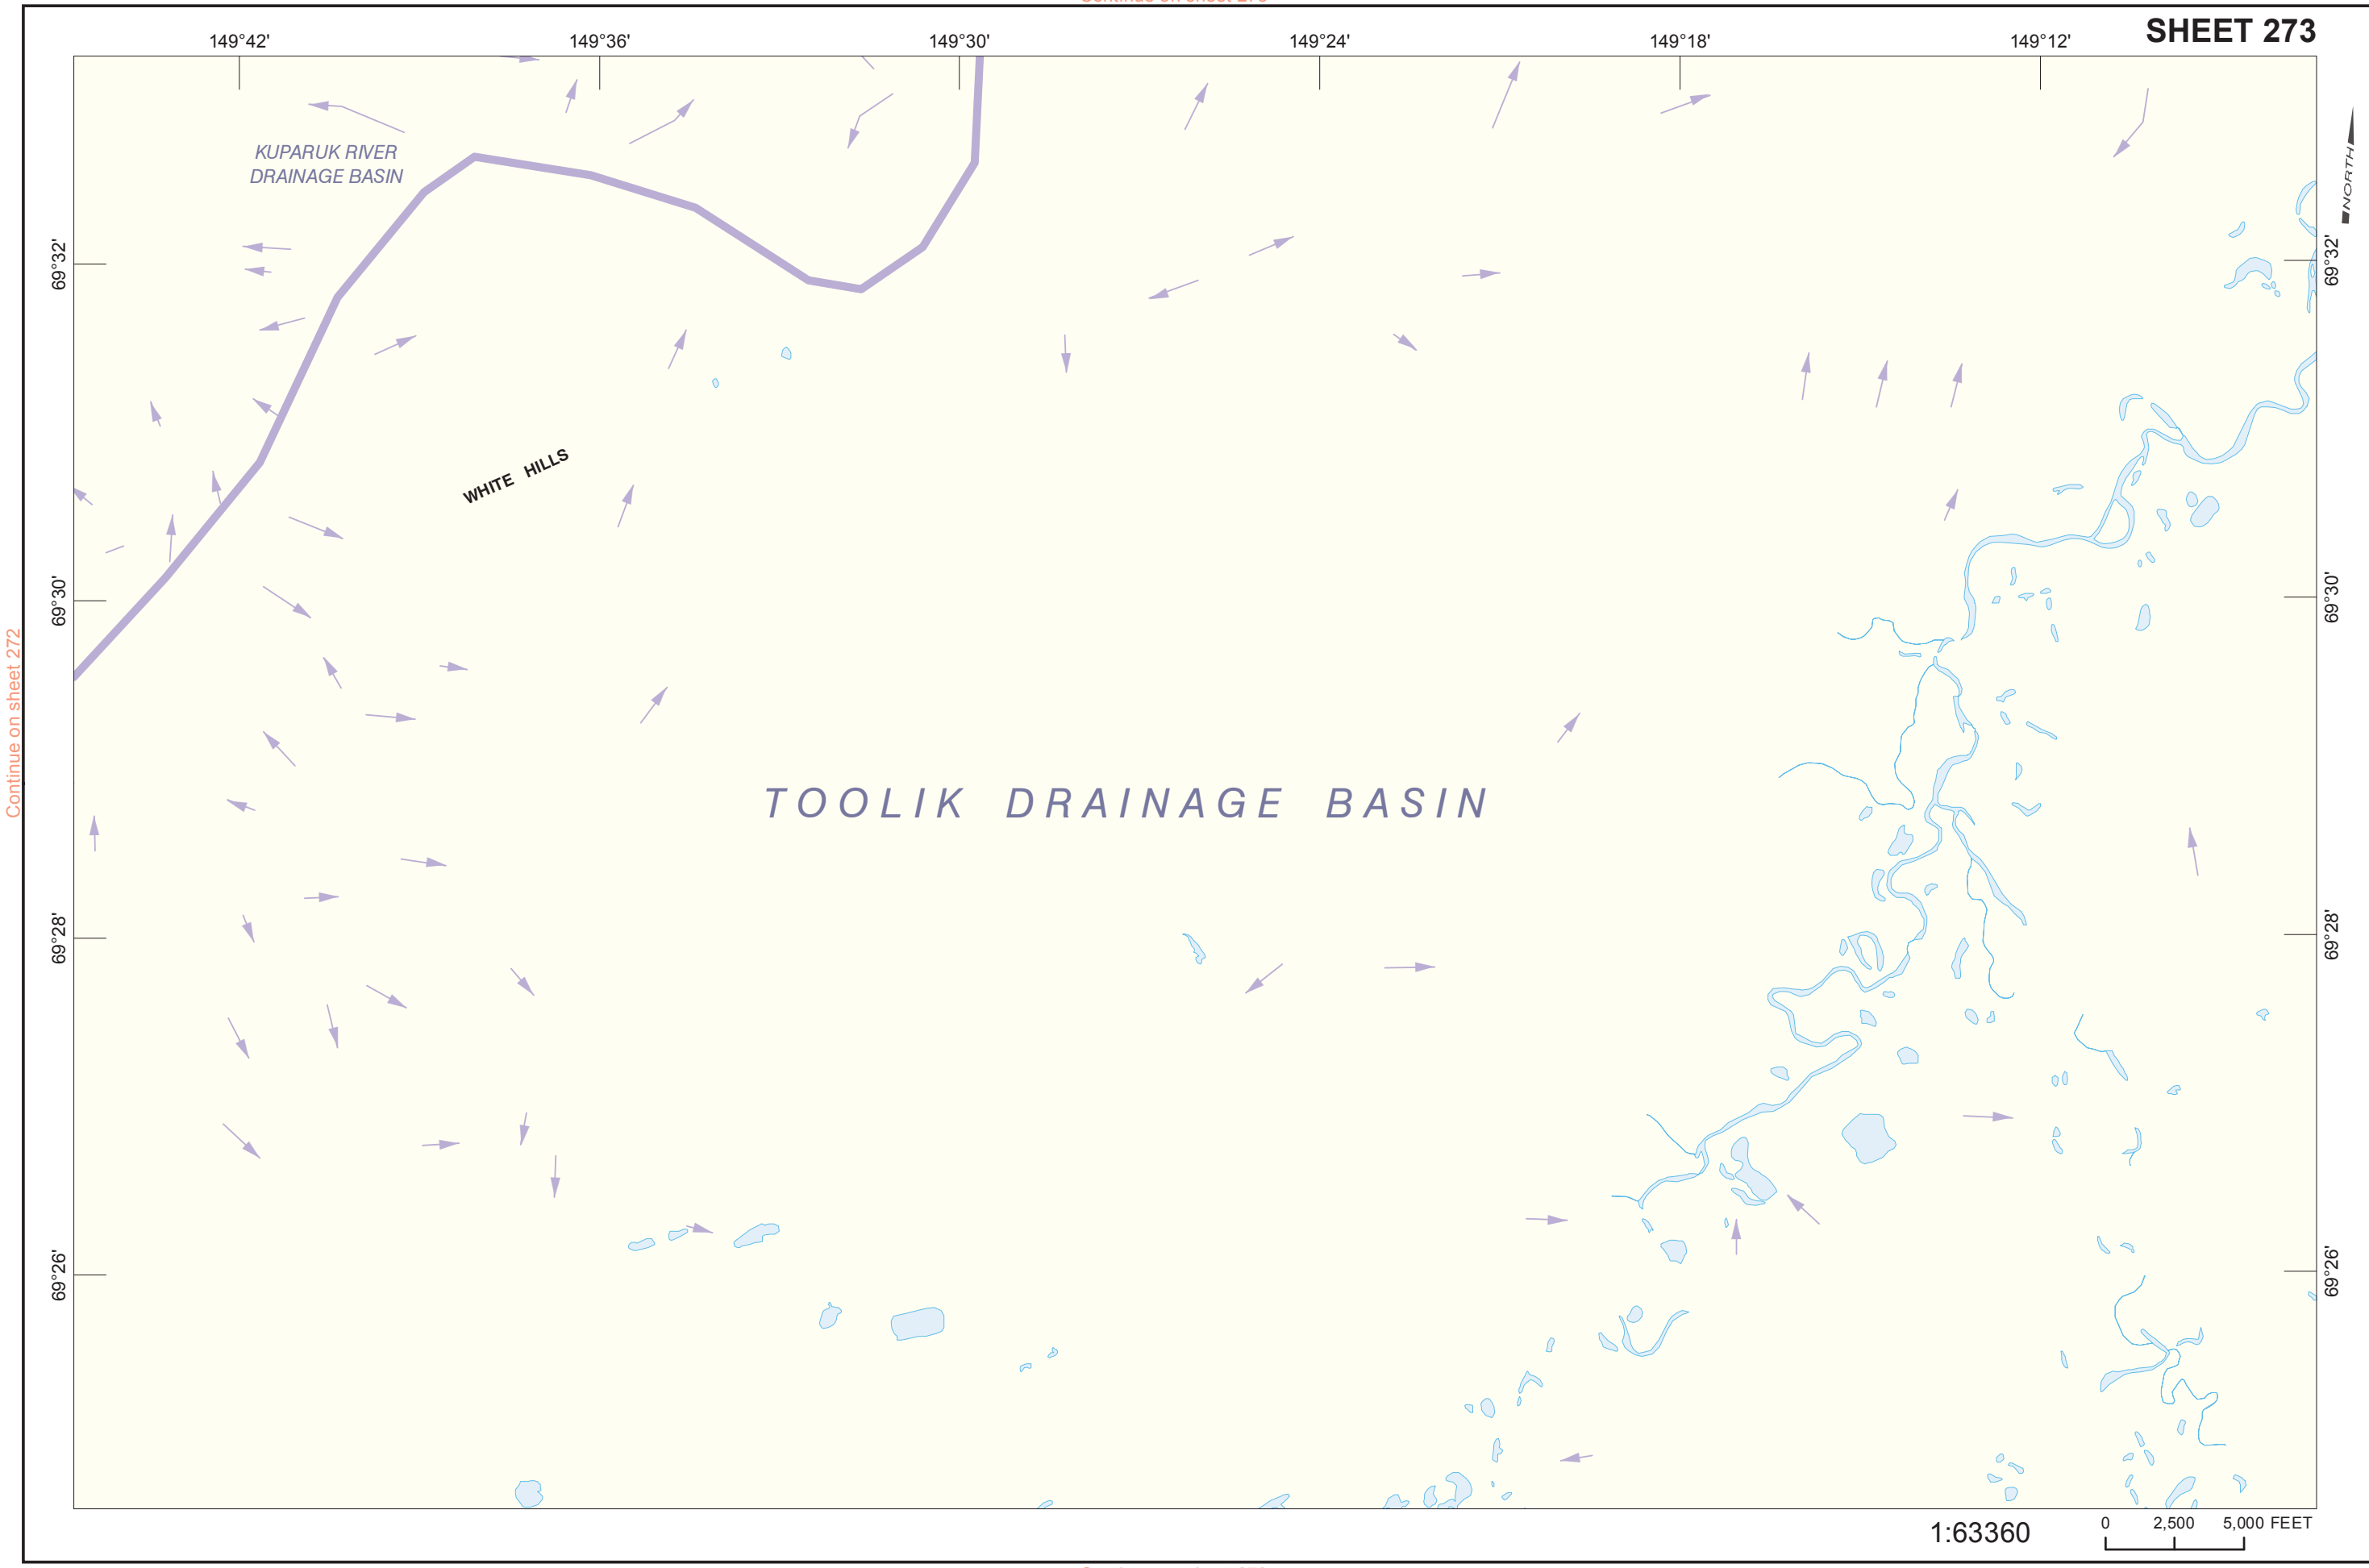 SHEET 273
149°42'
149°36'
149°30'
149°24'
149°18'
149°12'
NORTH
KUPARUK RIVER
DRAINAGE BASIN
69°32'
69°32'
WHITE HILLS
69°30'
69°30'
Continue on sheet 272
TOOLIK DRAINAGE BASIN
69°28'
69°28'
69°26'
69°26'
1:63360
0 2,500 5,000 FEET